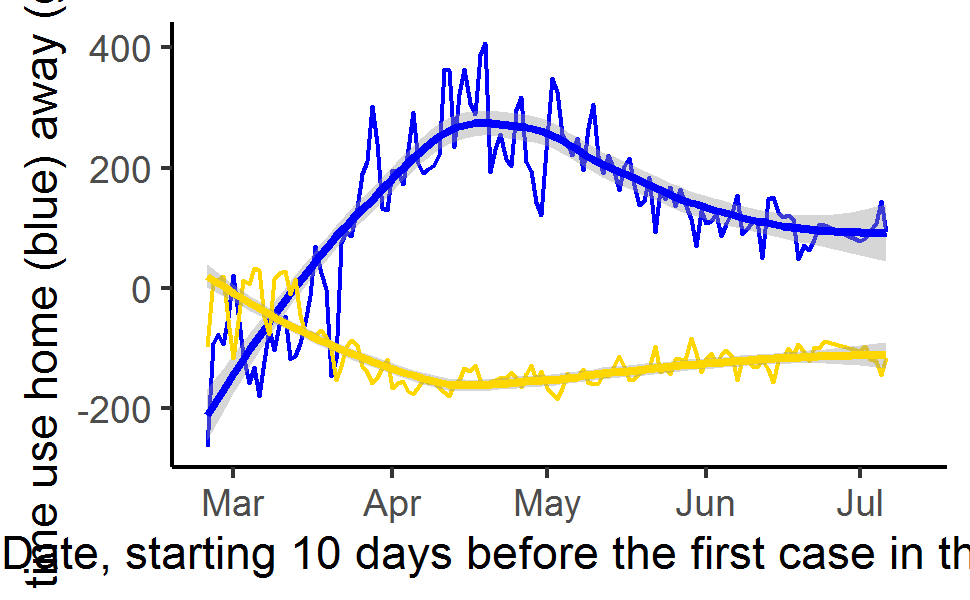 time use home (blue) away (
400
200
0
-200
Mar Apr May Jun Jul
Date, starting 10 days before the first case in th